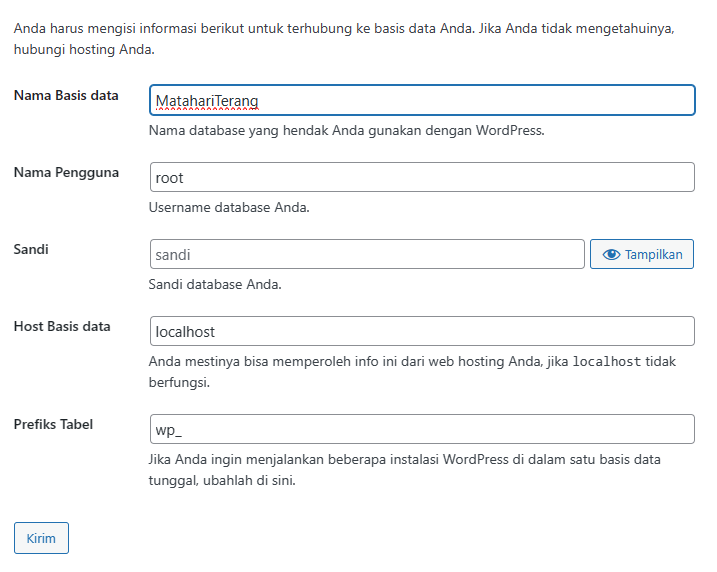 Anda harus mengisi informasi berikut untuk terhubung ke basis data Anda. Jika Anda tidak mengetahuinya,
hubungi hosting Anda.
Nama Basis data
MatahariTerang
Nama database yang hendak Anda gunakan dengan WordPress.
Nama Pengguna
root
Username database Anda.
Sandi
sandi
Tampilkan
Sandi database Anda.
Host Basis data
localhost
Anda mestinya bisa memperoleh info ini dari web hosting Anda, jika localhost tidak
berfungsi.
Prefiks Tabel
wp_
Jika Anda ingin menjalankan beberapa instalasi WordPress di dalam satu basis data
tunggal, ubahlah di sini.
Kirim